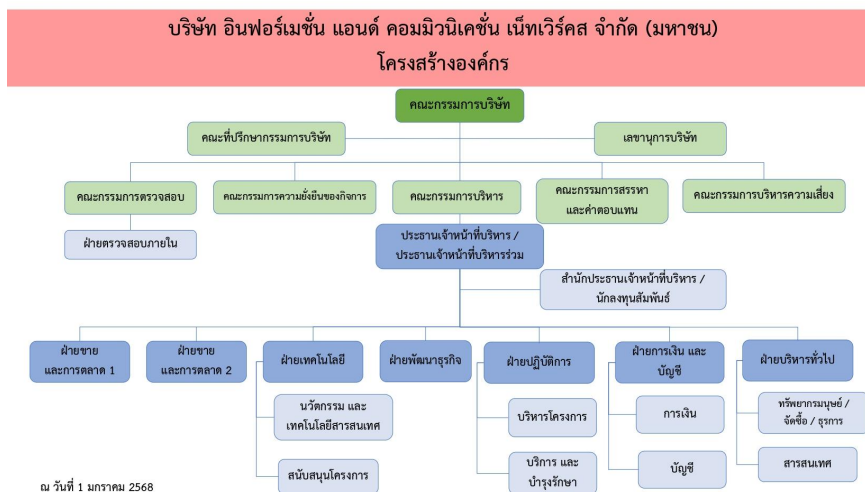 บริษัท อินฟอร์เมชั่น แอนด์ คอมมิวนิเคชั่น เน็ทเวิร์คส จำกัด (มหาชน)
โครงสร้างองค์กร
คณะกรรมการบริษัท
คณะที่ปรึกษากรรมการบริษัท
เลขานุการบริษัท
คณะกรรมการตรวจสอบ
คณะกรรมการความยั่งยืนของกิจการ
คณะกรรมการบริหาร
คณะกรรมการสรรหา
และค่าตอบแทน
คณะกรรมการบริหารความเสี่ยง
ฝ่ายตรวจสอบภายใน
ประธานเจ้าหน้าที่บริหาร /
ประธานเจ้าหน้าที่บริหารร่วม
สำนักประธานเจ้าหน้าที่บริหาร /
นักลงทุนสัมพันธ์
ฝ่ายขาย
และการตลาด 1
ฝ่ายขาย
และการตลาด 2
ฝ่ายเทคโนโลยี
ฝ่ายพัฒนาธุรกิจ
ฝ่ายปฏิบัติการ
ฝ่ายการเงิน และ
บัญชี
ฝ่ายบริหารทั่วไป
นวัตกรรม และ
เทคโนโลยีสารสนเทศ
บริหารโครงการ
การเงิน
ทรัพยากรมนุษย์ /
จัดซื้อ / ธุรการ
สนับสนุนโครงการ
บริการ และ
บำรุงรักษา
บัญชี
สารสนเทศ
ณ วันที่ 1 มกราคม 2568